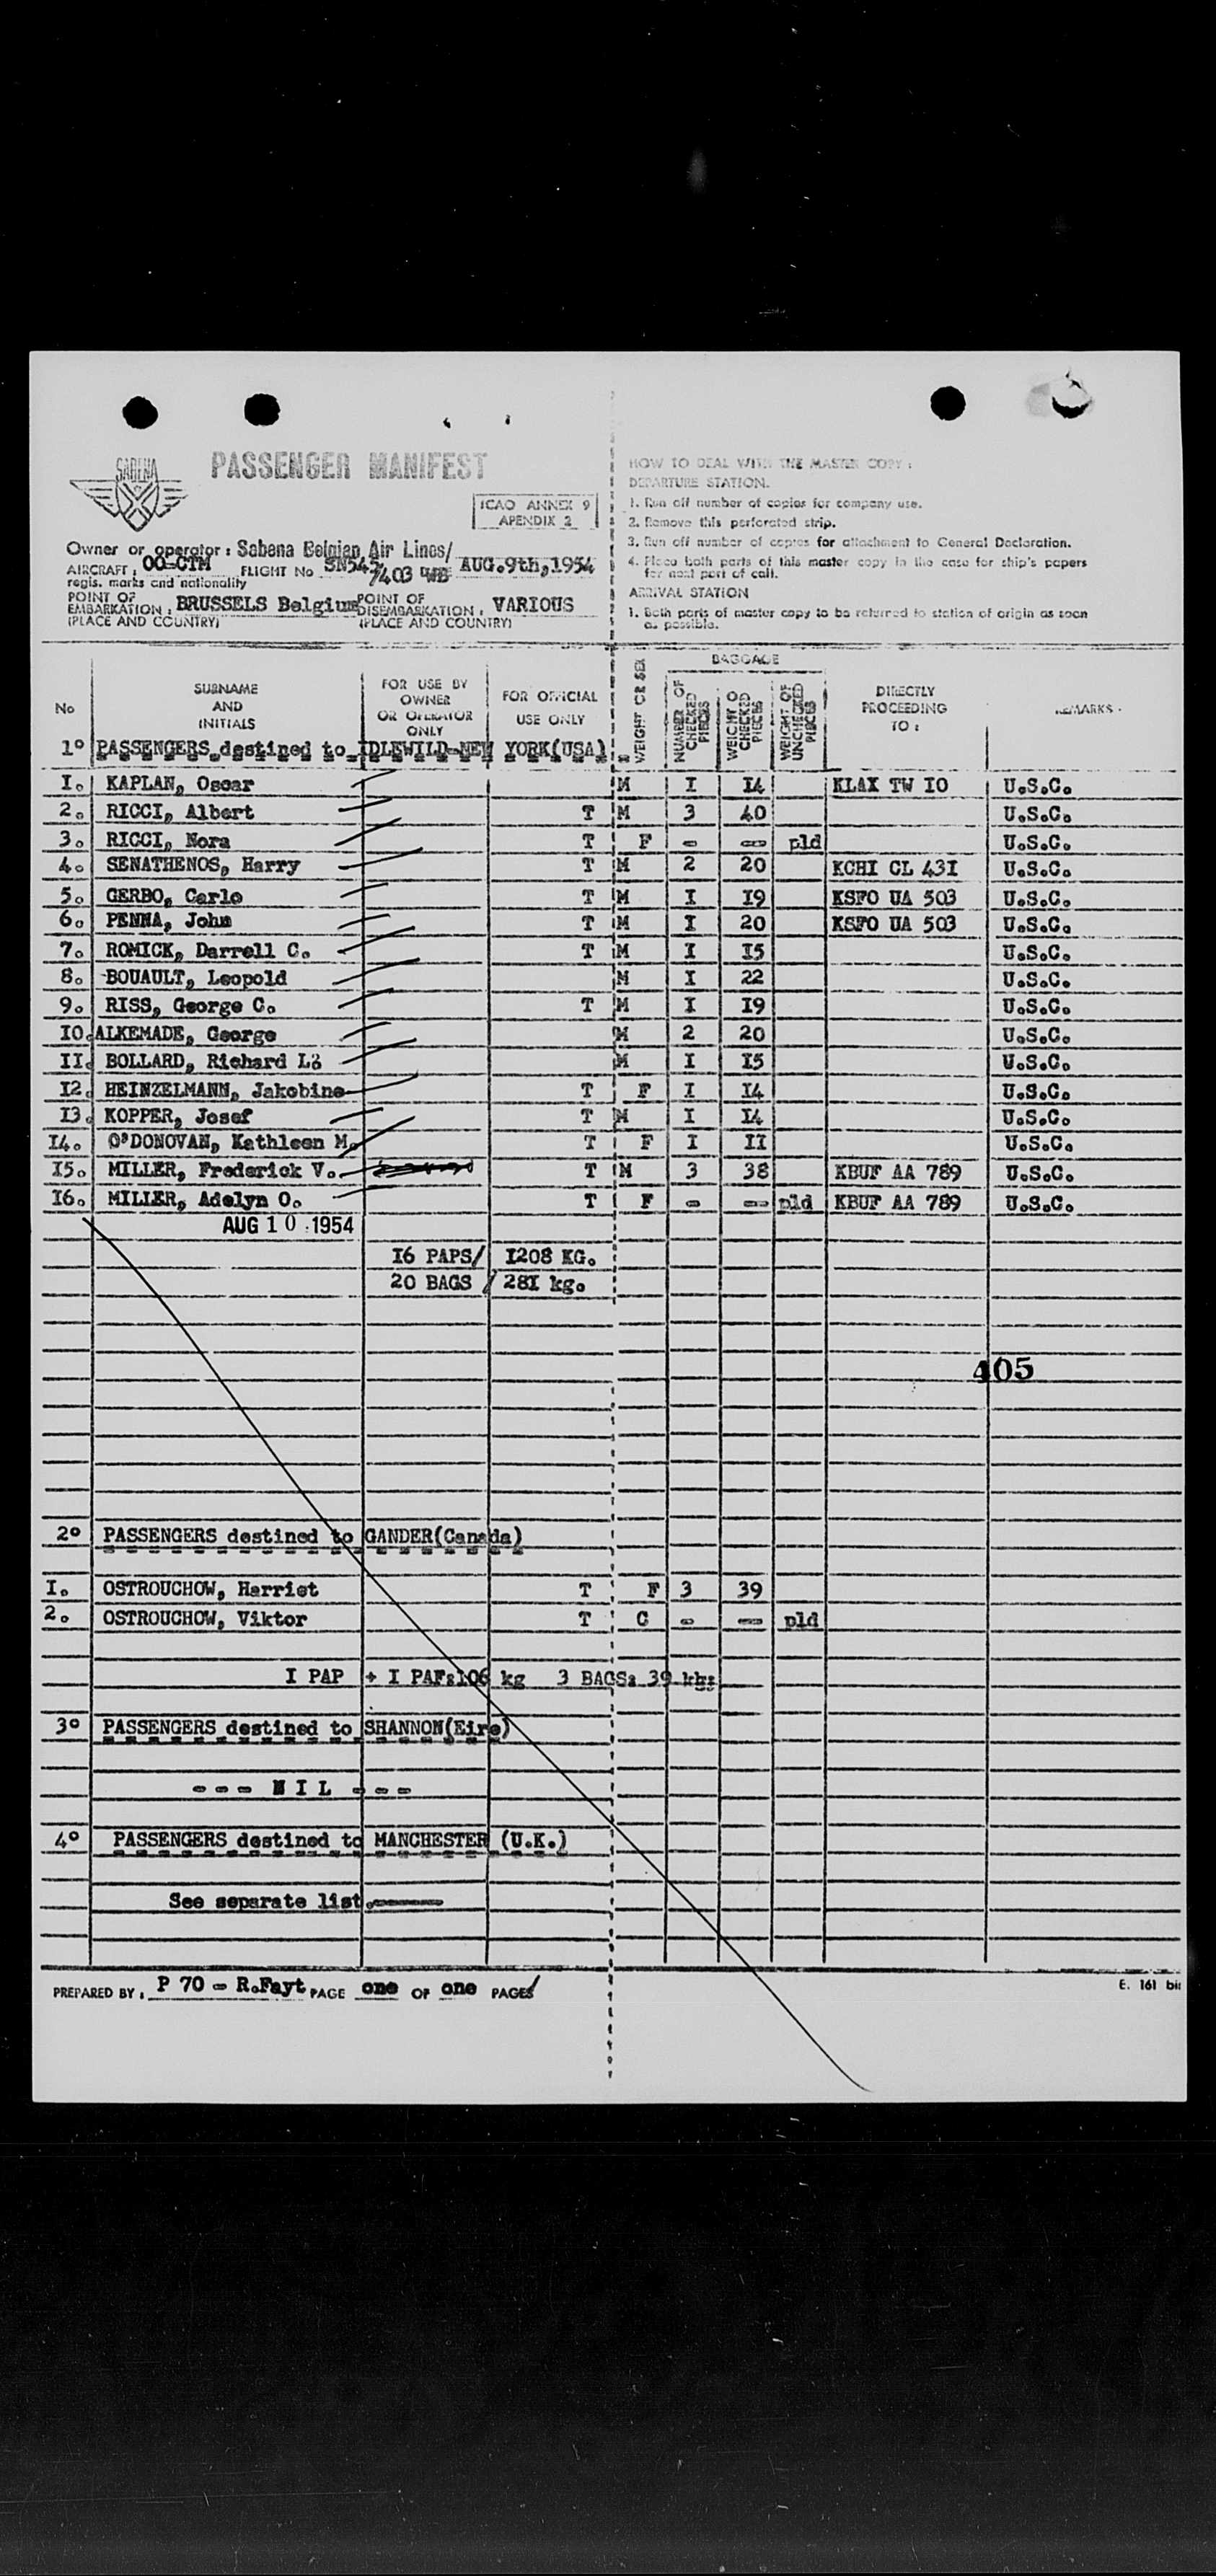 SABENA
PASSENGER MANIFEST
ICAO ANNEX 9
APENDIX 2
Owner or operator : Sabena Belgian Air Lines/
AIRCRAFT : OO-CTM FLIGHT No SN545/7403 WB AUG.9th,1954
regis. marks and nationality
POINT OF EMBARKATION : BRUSSELS Belgium POINT OF DISEMBARKATION : VARIOUS
(PLACE AND COUNTRY) (PLACE AND COUNTRY)
HOW TO DEAL WITH THE MASTER COPY :
DEPARTURE STATION.
1. Run off number of copies for company use.
2. Remove this perforated strip.
3. Run off number of copies for attachment to General Declaration.
4. Place both parts of this master copy in the case for ship's papers
for next port of call.
ARRIVAL STATION
1. Both parts of master copy to be returned to station of origin as soon
as possible.
No
SURNAME AND INITIALS
FOR USE BY OWNER OR OPERATOR ONLY
FOR OFFICIAL USE ONLY
WEIGHT OR SEX
BAGGAGE
NUMBER OF CHECKED PIECES
WEIGHT O CHECKED PIECES
WEIGHT OF UNCHECKED PIECES
DIRECTLY PROCEEDING TO :
REMARKS
1° PASSENGERS destined to IDLEWILD-NEW YORK(USA)
I. KAPLAN, Oscar M I I4 KLAX TW IO U.S.C.
2. RICCI, Albert T M 3 40 U.S.C.
3. RICCI, Nora T F - -- pld U.S.C.
4. SENATHENOS, Harry T M 2 20 KCHI CL 43I U.S.C.
5. GERBO, Carlo T M I I9 KSFO UA 503 U.S.C.
6. PENNA, John T M I 20 KSFO UA 503 U.S.C.
7. ROMICK, Darrell C. T M I I5 U.S.C.
8. BOUAULT, Leopold M I 22 U.S.C.
9. RISS, George C. T M I I9 U.S.C.
IO. ALKEMADE, George M 2 20 U.S.C.
II. BOLLARD, Richard L. M I I5 U.S.C.
I2. HEINZELMANN, Jakobine T F I I4 U.S.C.
I3. KOPPER, Josef T M I I4 U.S.C.
I4. O'DONOVAN, Kathleen M. T F I II U.S.C.
I5. MILLER, Frederick V. T M 3 38 KBUF AA 789 U.S.C.
I6. MILLER, Adelyn O. T F - -- pld KBUF AA 789 U.S.C.
AUG 10 1954
I6 PAPS/ I208 KG.
20 BAGS / 28I kg.
405
2° PASSENGERS destined to GANDER(Canada)
I. OSTROUCHOW, Harriet T F 3 39
2. OSTROUCHOW, Viktor T C - -- pld
I PAP + I PAF:106 kg 3 BAGS: 39
3° PASSENGERS destined to SHANNON(Eire)
--- N I L ---
4° PASSENGERS destined to MANCHESTER (U.K.)
See separate list.
PREPARED BY : P 70 - R.Fayt PAGE one OF one PAGES
E. 161 bis